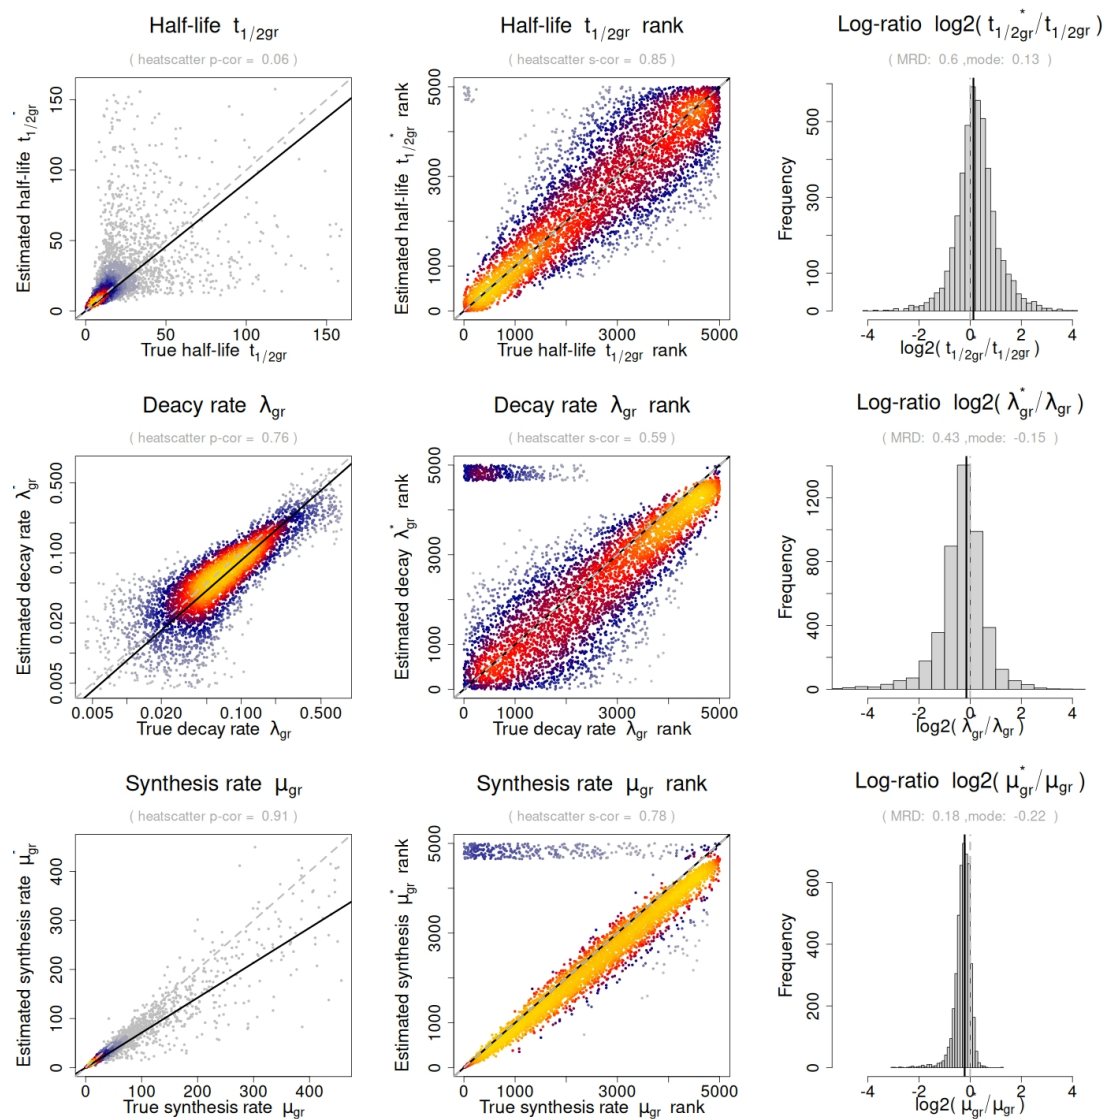 Half-life t1/2gr
( heatscatter p-cor = 0.06 )
Estimated half-life t*1/2gr
0 50 100 150
0 50 100 150
True half-life t1/2gr
Half-life t1/2gr rank
( heatscatter s-cor = 0.85 )
Estimated half-life t*1/2gr rank
0 1000 3000 5000
0 1000 3000 5000
True half-life t1/2gr rank
Log-ratio log2( t*1/2gr/t1/2gr )
( MRD: 0.6 ,mode: 0.13 )
Frequency
0 100 300 500
-4 -2 0 2 4
log2( t1/2gr/t1/2gr )
Deacy rate λgr
( heatscatter p-cor = 0.76 )
Estimated decay rate λ*gr
0.005 0.020 0.100 0.500
0.005 0.020 0.100 0.500
True decay rate λgr
Decay rate λgr rank
( heatscatter s-cor = 0.59 )
Estimated decay λ*gr rank
0 1000 3000 5000
0 1000 3000 5000
True decay rate λgr rank
Log-ratio log2( λ*gr/λgr )
( MRD: 0.43 ,mode: -0.15 )
Frequency
0 400 800 1200
-4 -2 0 2 4
log2( λgr/λgr )
Synthesis rate μgr
( heatscatter p-cor = 0.91 )
Estimated synthesis rate μ*gr
0 100 200 300 400
0 100 200 300 400
True synthesis rate μgr
Synthesis rate μgr rank
( heatscatter s-cor = 0.78 )
Estimated synthesis μ*gr rank
0 1000 3000 5000
0 1000 3000 5000
True synthesis rate μgr rank
Log-ratio log2( μ*gr/μgr )
( MRD: 0.18 ,mode: -0.22 )
Frequency
0 200 400 600
-4 -2 0 2 4
log2( μgr/μgr )